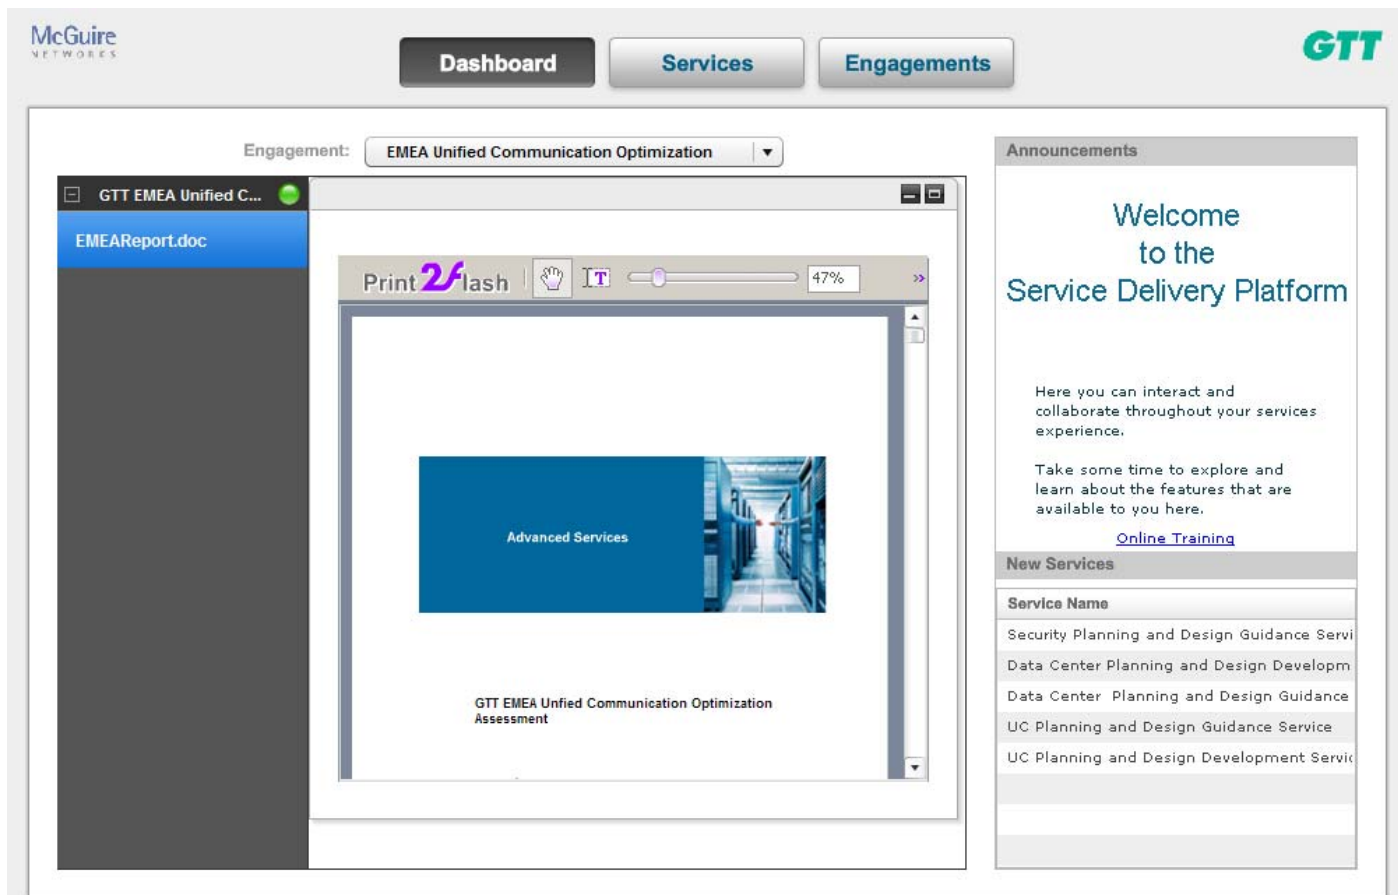 McGuire
NETWORKS
Dashboard
Services
Engagements
GTT
Engagement:
EMEA Unified Communication Optimization
GTT EMEA Unified C...
EMEAReport.doc
Print2Flash
T
47%
»
Advanced Services
GTT EMEA Unfied Communication Optimization
Assessment
Announcements
Welcome
to the
Service Delivery Platform
Here you can interact and
collaborate throughout your services
experience.
Take some time to explore and
learn about the features that are
available to you here.
Online Training
New Services
Service Name
Security Planning and Design Guidance Servi
Data Center Planning and Design Developm
Data Center  Planning and Design Guidance
UC Planning and Design Guidance Service
UC Planning and Design Development Servic